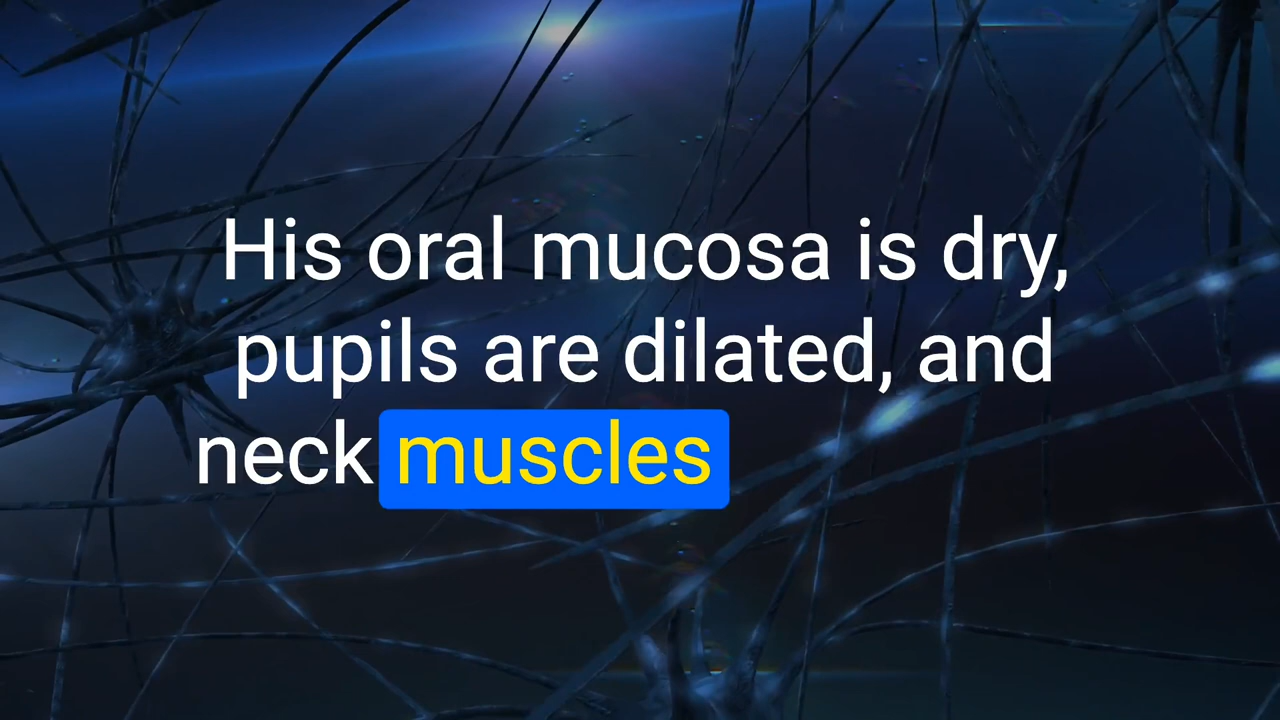 His oral mucosa is dry,
pupils are dilated, and
neck muscles